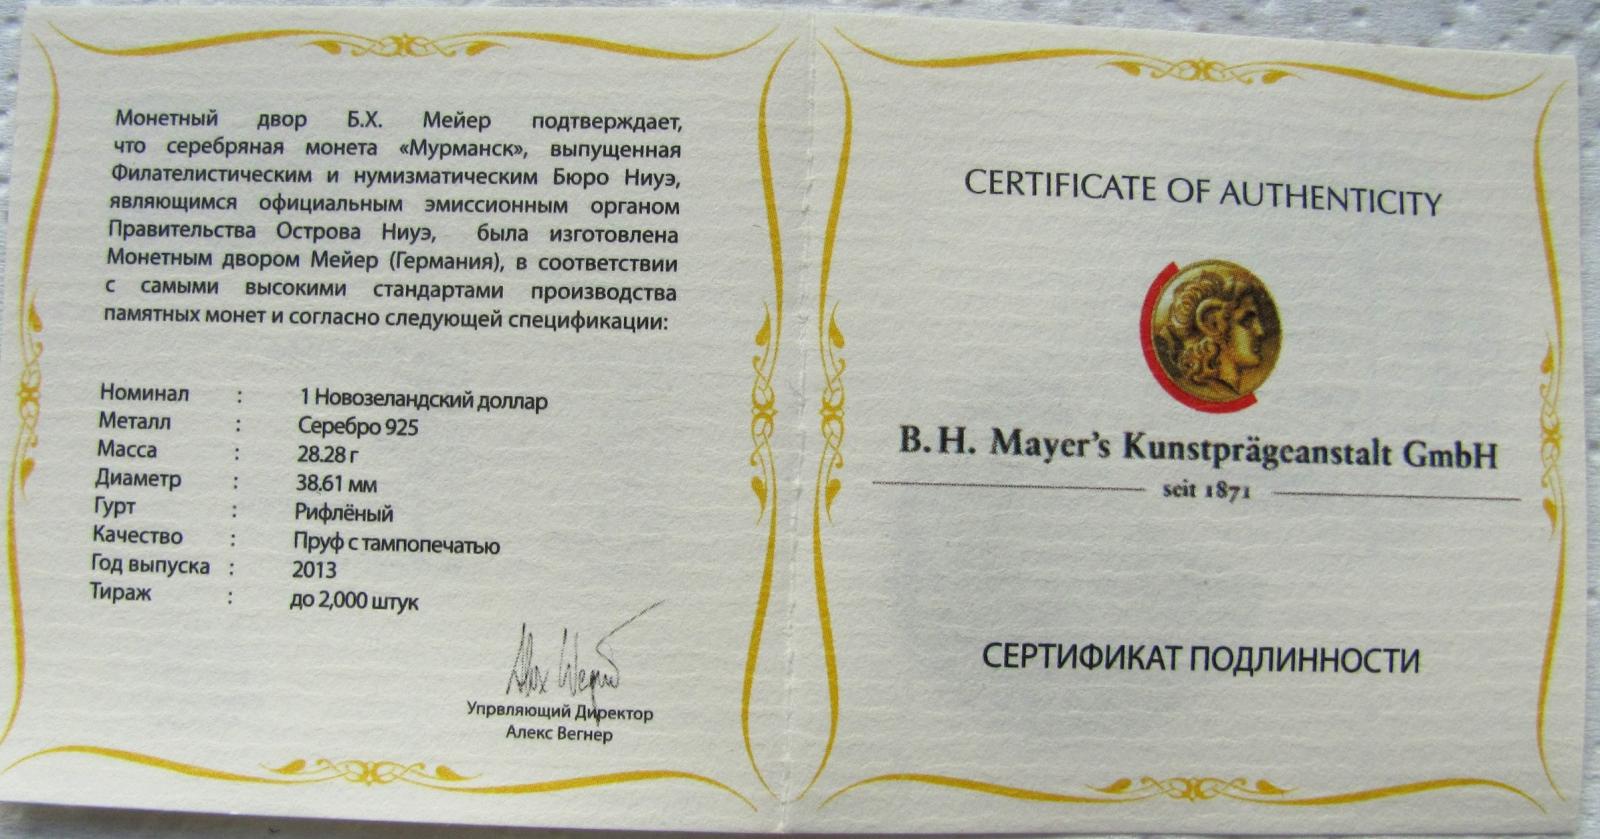 Монетный двор Б.Х. Мейер подтверждает,
что серебряная монета «Мурманск», выпущенная
Филателистическим и нумизматическим Бюро Ниуэ,
являющимся официальным эмиссионным органом
Правительства Острова Ниуэ, была изготовлена
Монетным двором Мейер (Германия), в соответствии
с самыми высокими стандартами производства
памятных монет и согласно следующей спецификации:
Номинал : 1 Новозеландский доллар
Металл : Серебро 925
Масса : 28.28 г
Диаметр : 38.61 мм
Гурт : Рифлёный
Качество : Пруф с тампопечатью
Год выпуска : 2013
Тираж : до 2,000 штук
Alex Wegner
Упрвляющий Директор
Алекс Вегнер
CERTIFICATE OF AUTHENTICITY
B. H. Mayer's Kunstprägeanstalt GmbH
seit 1871
СЕРТИФИКАТ ПОДЛИННОСТИ